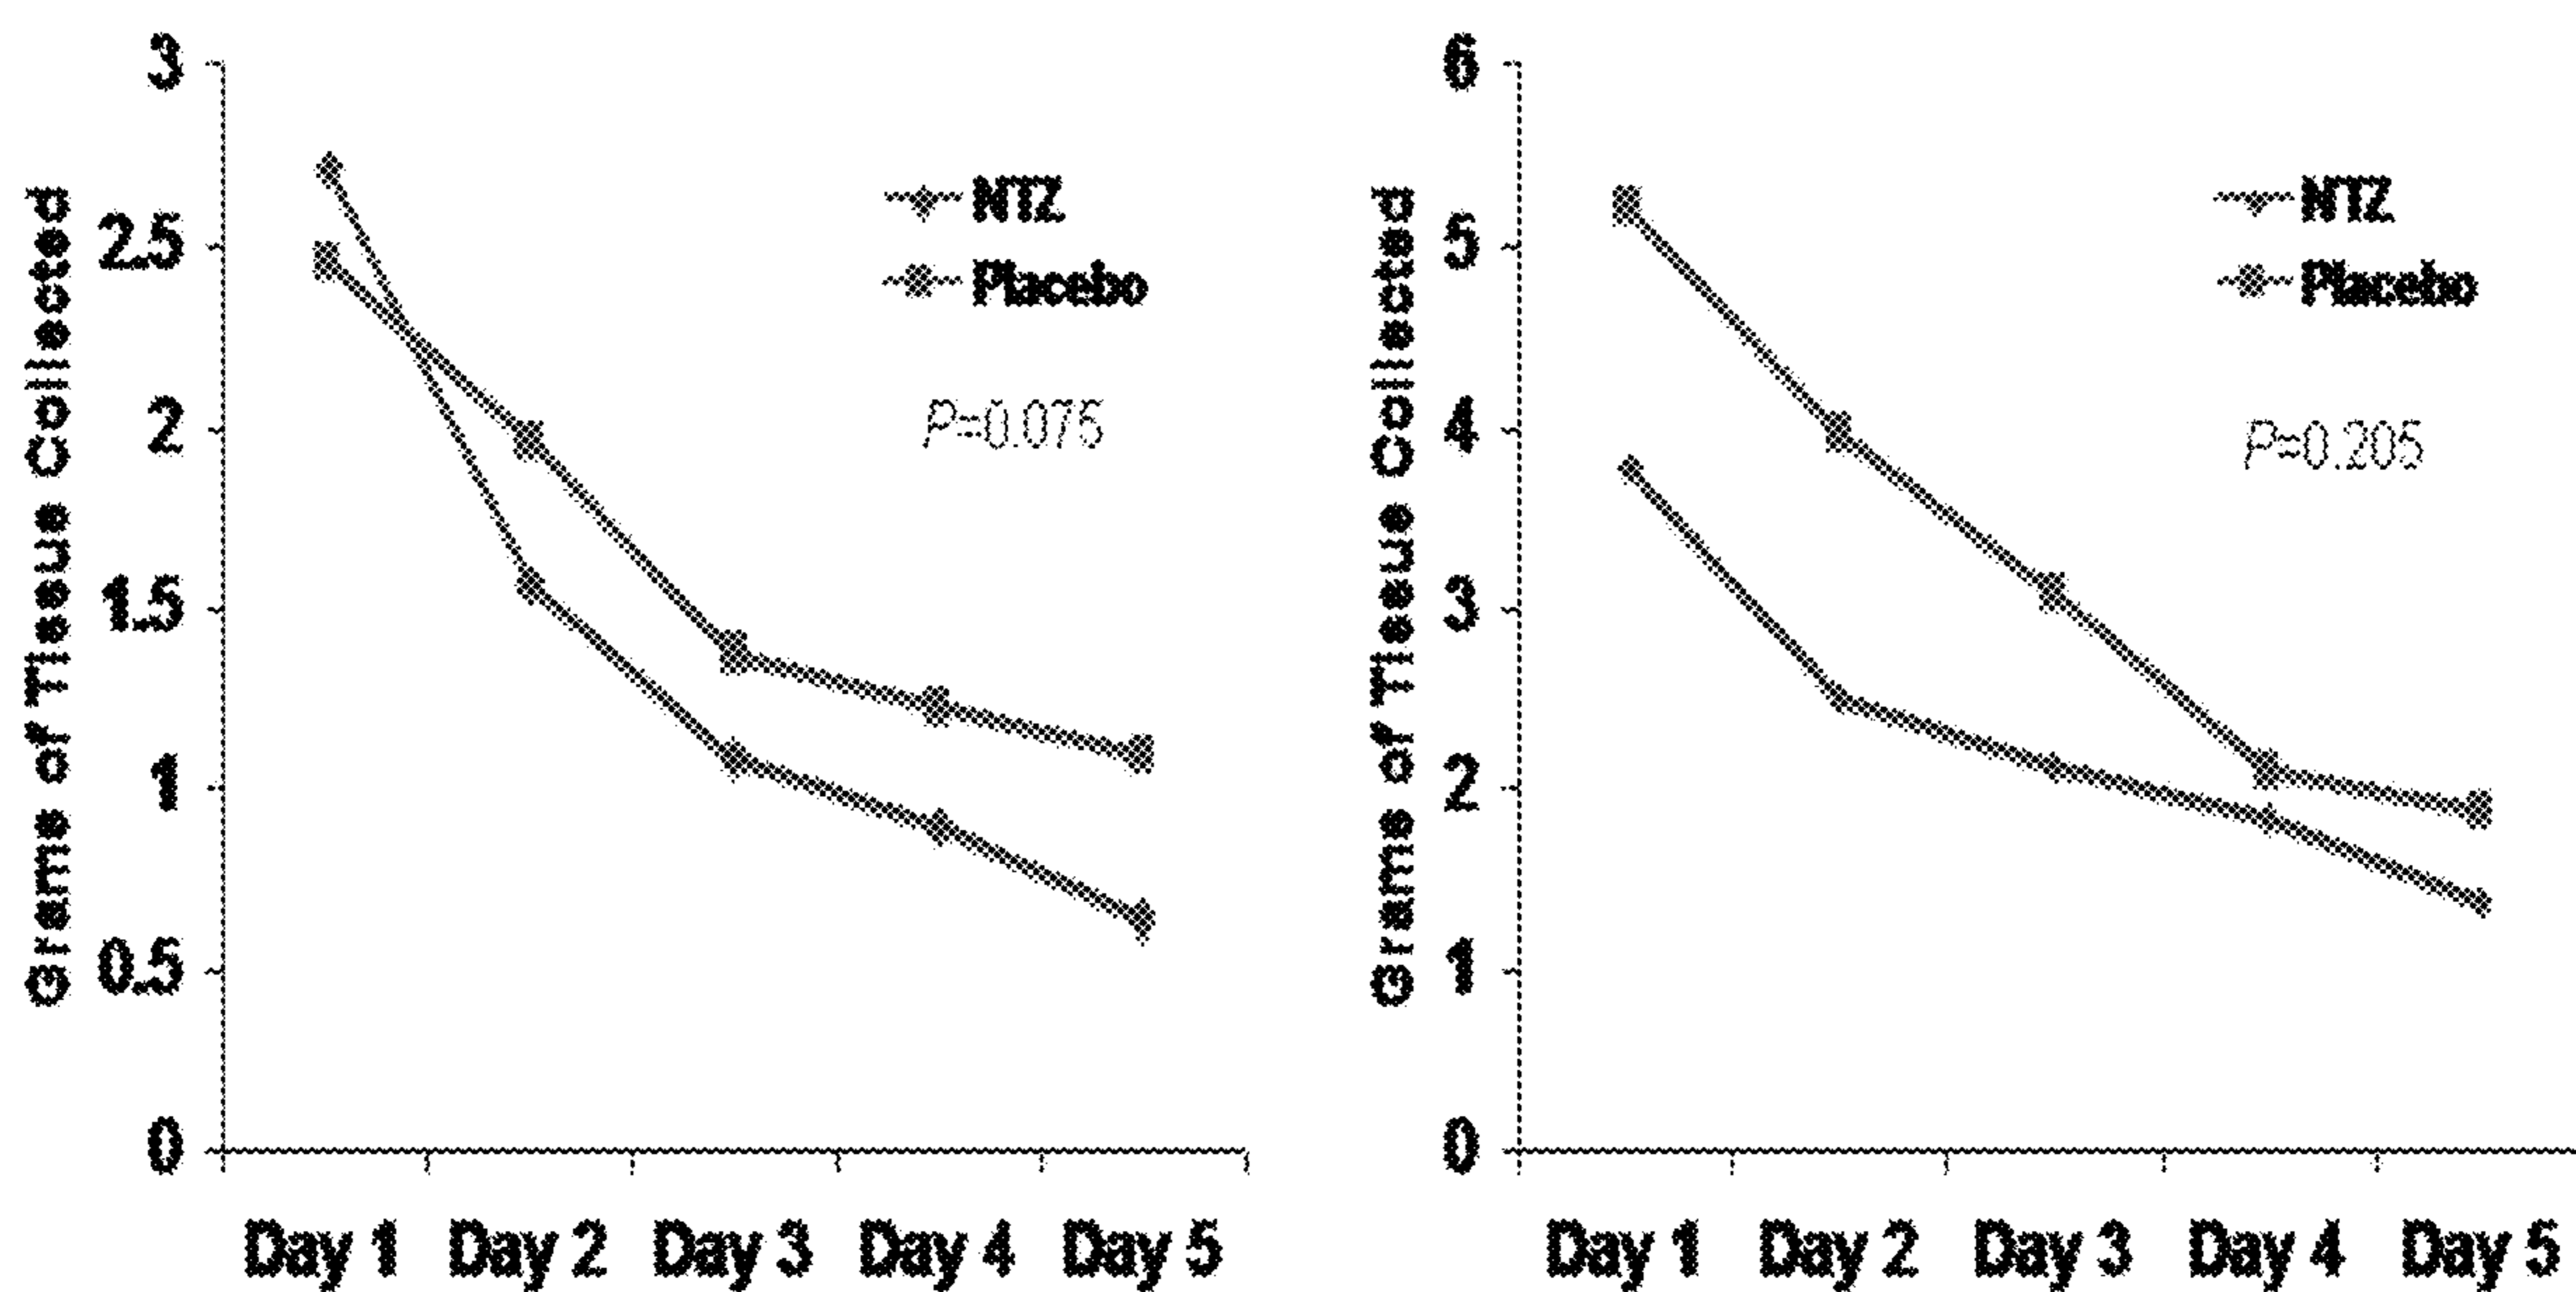 Grams of Tissue Collected
3
2.5
2
1.5
1
0.5
0
NTZ
Placebo
P=0.075
Day 1 Day 2 Day 3 Day 4 Day 5
Grams of Tissue Collected
6
5
4
3
2
1
0
NTZ
Placebo
P=0.205
Day 1 Day 2 Day 3 Day 4 Day 5